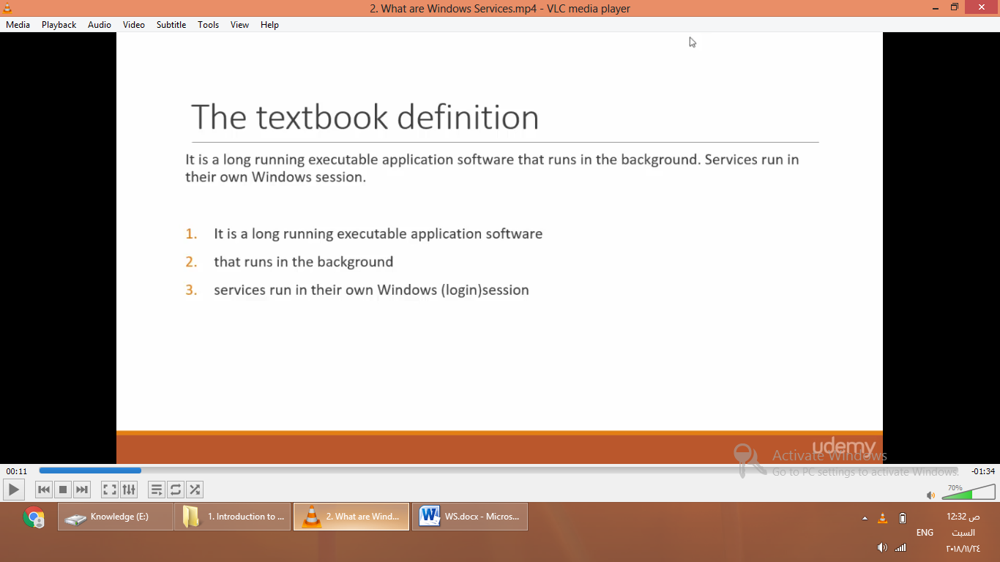 2. What are Windows Services.mp4 - VLC media player
Media Playback Audio Video Subtitle Tools View Help
The textbook definition
It is a long running executable application software that runs in the background. Services run in
their own Windows session.
1. It is a long running executable application software
2. that runs in the background
3. services run in their own Windows (login)session
udemy
Activate Windows
Go to PC settings to activate Windows.
00:11 -01:34
70%
Knowledge (E:) 1. Introduction to ... 2. What are Wind... WS.docx - Micros...
12:32 ص
ENG السبت
٢٠١٨/١١/٢٤